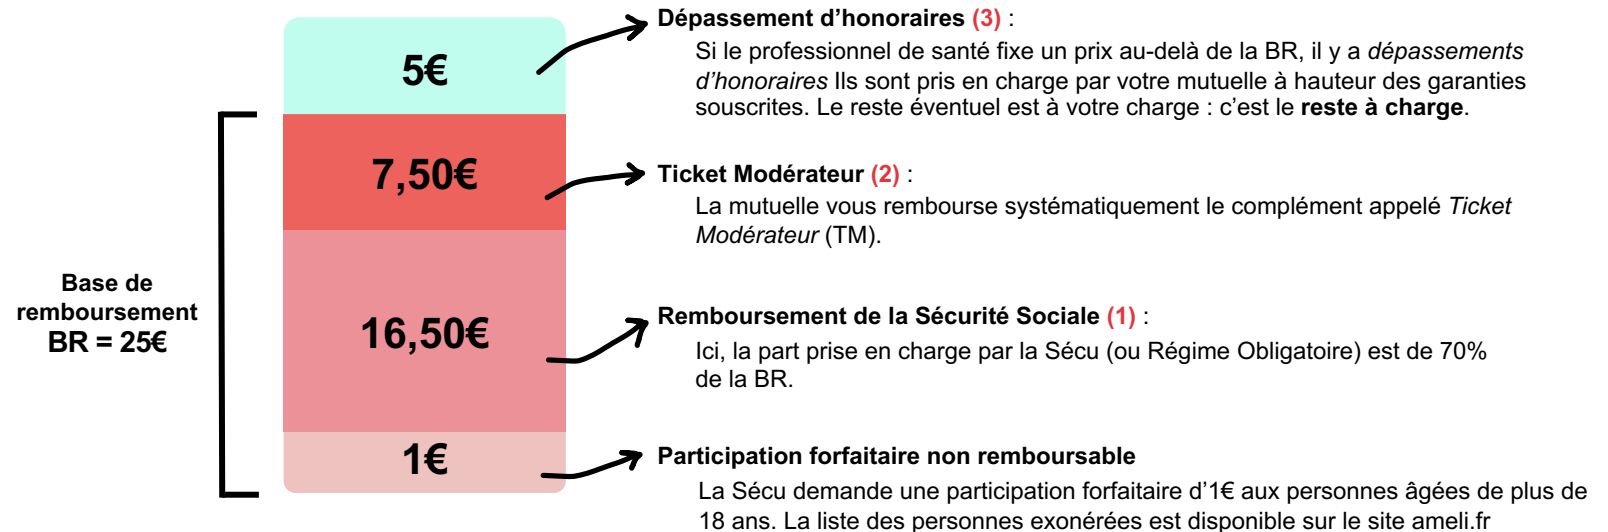 Dépassement d’honoraires (3) :
5€
Si le professionnel de santé fixe un prix au-delà de la BR, il y a dépassements
d’honoraires Ils sont pris en charge par votre mutuelle à hauteur des garanties
souscrites. Le reste éventuel est à votre charge : c’est le reste à charge.
7,50€
Ticket Modérateur (2) :
La mutuelle vous rembourse systématiquement le complément appelé Ticket
Modérateur (TM).
Base de
remboursement
BR = 25€
16,50€
Remboursement de la Sécurité Sociale (1) :
Ici, la part prise en charge par la Sécu (ou Régime Obligatoire) est de 70%
de la BR.
1€
Participation forfaitaire non remboursable
La Sécu demande une participation forfaitaire d’1€ aux personnes âgées de plus de
18 ans. La liste des personnes exonérées est disponible sur le site ameli.fr